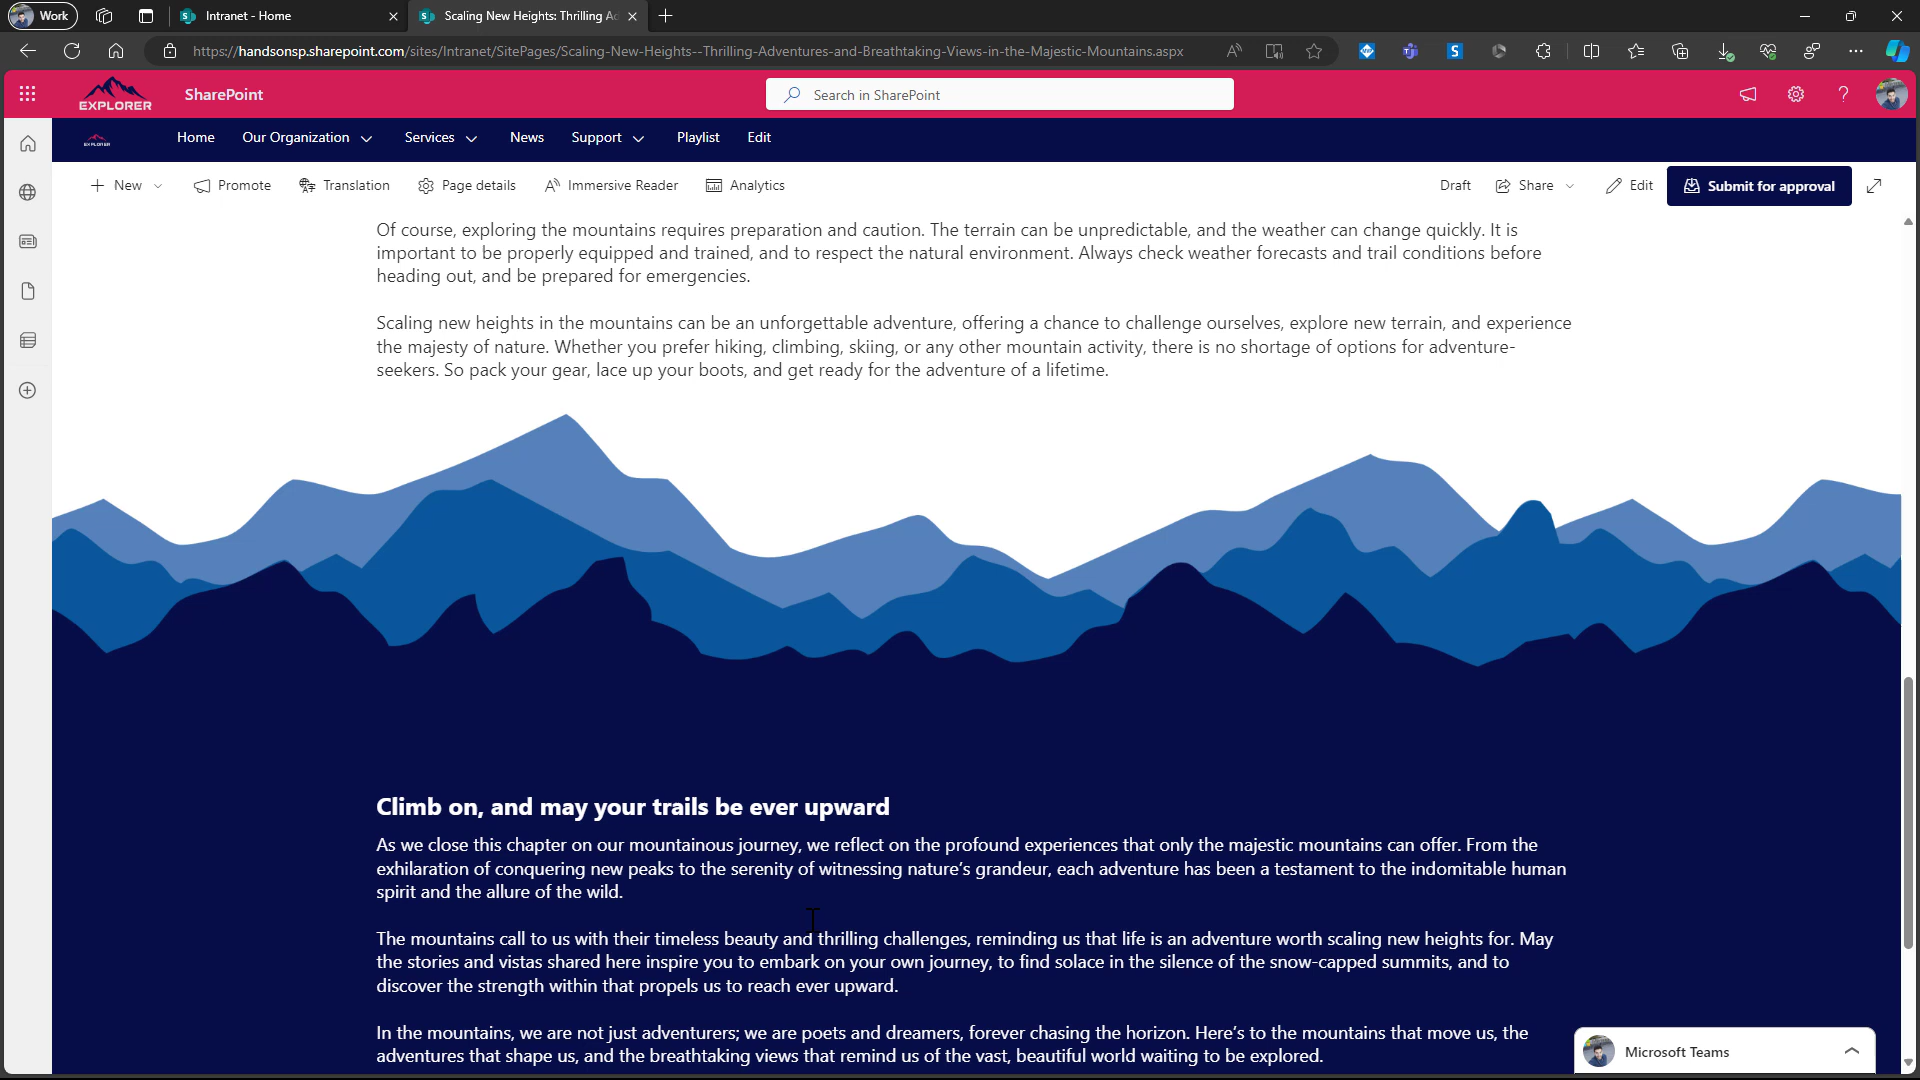 Work
Intranet - Home
Scaling New Heights: Thrilling Ad
https://handsonsp.sharepoint.com/sites/Intranet/SitePages/Scaling-New-Heights--Thrilling-Adventures-and-Breathtaking-Views-in-the-Majestic-Mountains.aspx
EXPLORER
SharePoint
Search in SharePoint
EXPLORER
Home
Our Organization
Services
News
Support
Playlist
Edit
New
Promote
Translation
Page details
Immersive Reader
Analytics
Draft
Share
Edit
Submit for approval
Of course, exploring the mountains requires preparation and caution. The terrain can be unpredictable, and the weather can change quickly. It is
important to be properly equipped and trained, and to respect the natural environment. Always check weather forecasts and trail conditions before
heading out, and be prepared for emergencies.
Scaling new heights in the mountains can be an unforgettable adventure, offering a chance to challenge ourselves, explore new terrain, and experience
the majesty of nature. Whether you prefer hiking, climbing, skiing, or any other mountain activity, there is no shortage of options for adventure-
seekers. So pack your gear, lace up your boots, and get ready for the adventure of a lifetime.
Climb on, and may your trails be ever upward
As we close this chapter on our mountainous journey, we reflect on the profound experiences that only the majestic mountains can offer. From the
exhilaration of conquering new peaks to the serenity of witnessing nature's grandeur, each adventure has been a testament to the indomitable human
spirit and the allure of the wild.
The mountains call to us with their timeless beauty and thrilling challenges, reminding us that life is an adventure worth scaling new heights for. May
the stories and vistas shared here inspire you to embark on your own journey, to find solace in the silence of the snow-capped summits, and to
discover the strength within that propels us to reach ever upward.
In the mountains, we are not just adventurers; we are poets and dreamers, forever chasing the horizon. Here's to the mountains that move us, the
adventures that shape us, and the breathtaking views that remind us of the vast, beautiful world waiting to be explored.
Microsoft Teams